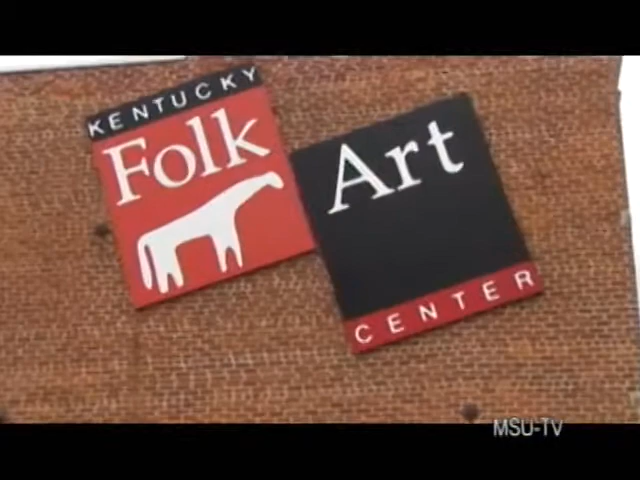 KENTUCKY
Folk
Art
CENTER
MSU-TV